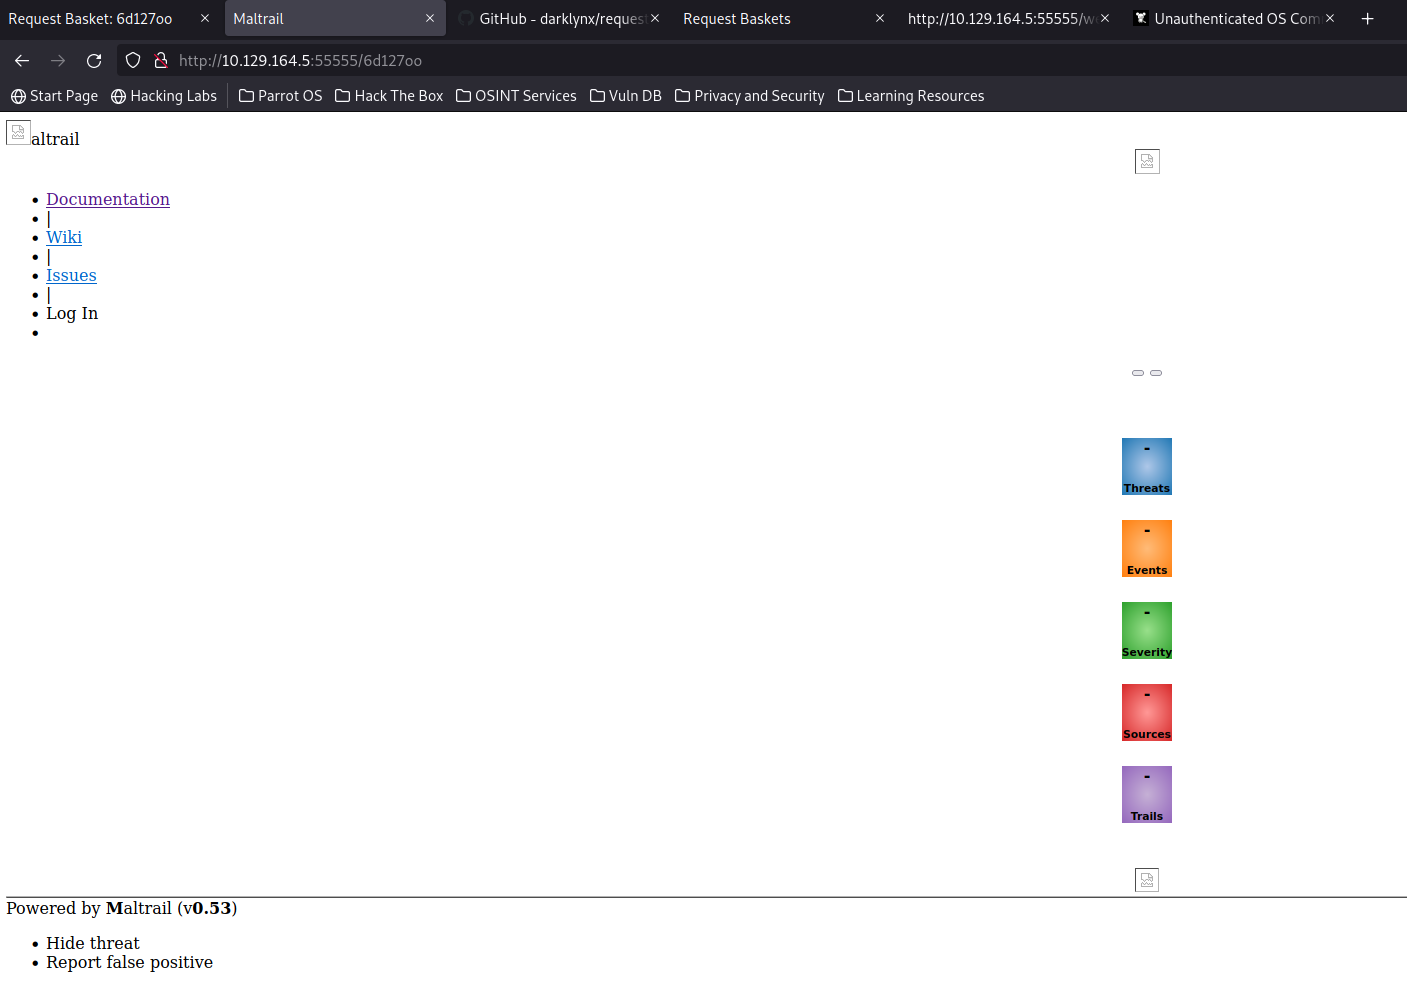 Request Basket: 6d127oo
Maltrail
GitHub - darklynx/reques
Request Baskets
http://10.129.164.5:55555/w
Unauthenticated OS Com
http://10.129.164.5:55555/6d127oo
Start Page
Hacking Labs
Parrot OS
Hack The Box
OSINT Services
Vuln DB
Privacy and Security
Learning Resources
altrail
Documentation
|
Wiki
|
Issues
|
Log In
-
Threats
-
Events
-
Severity
-
Sources
-
Trails
Powered by Maltrail (v0.53)
Hide threat
Report false positive